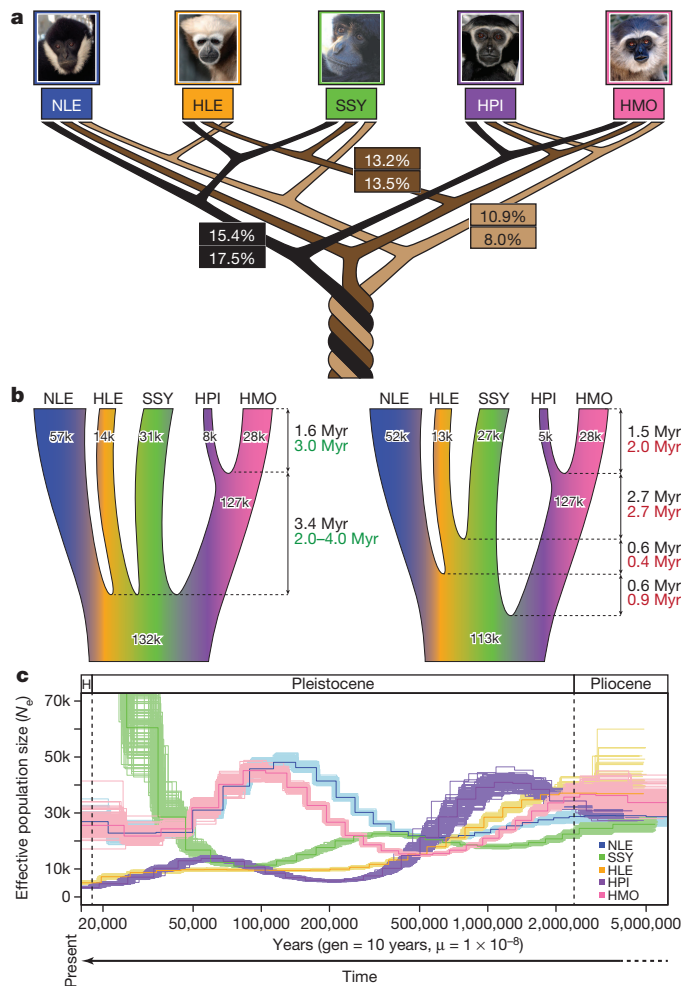 a
NLE HLE SSY HPI HMO
13.2%
13.5%
10.9%
8.0%
15.4%
17.5%
b
NLE HLE SSY HPI HMO
57k 14k 31k 8k 28k
127k
132k
1.6 Myr
3.0 Myr
3.4 Myr
2.0–4.0 Myr
NLE HLE SSY HPI HMO
52k 13k 27k 5k 28k
127k
113k
1.5 Myr
2.0 Myr
2.7 Myr
2.7 Myr
0.6 Myr
0.4 Myr
0.6 Myr
0.9 Myr
c
H Pleistocene Pliocene
Effective population size (Ne)
70k
50k
30k
10k
0
NLE
SSY
HLE
HPI
HMO
20,000 50,000 100,000 200,000 500,000 1,000,000 2,000,000 5,000,000
Years (gen = 10 years, μ = 1 × 10⁻⁸)
Present
Time